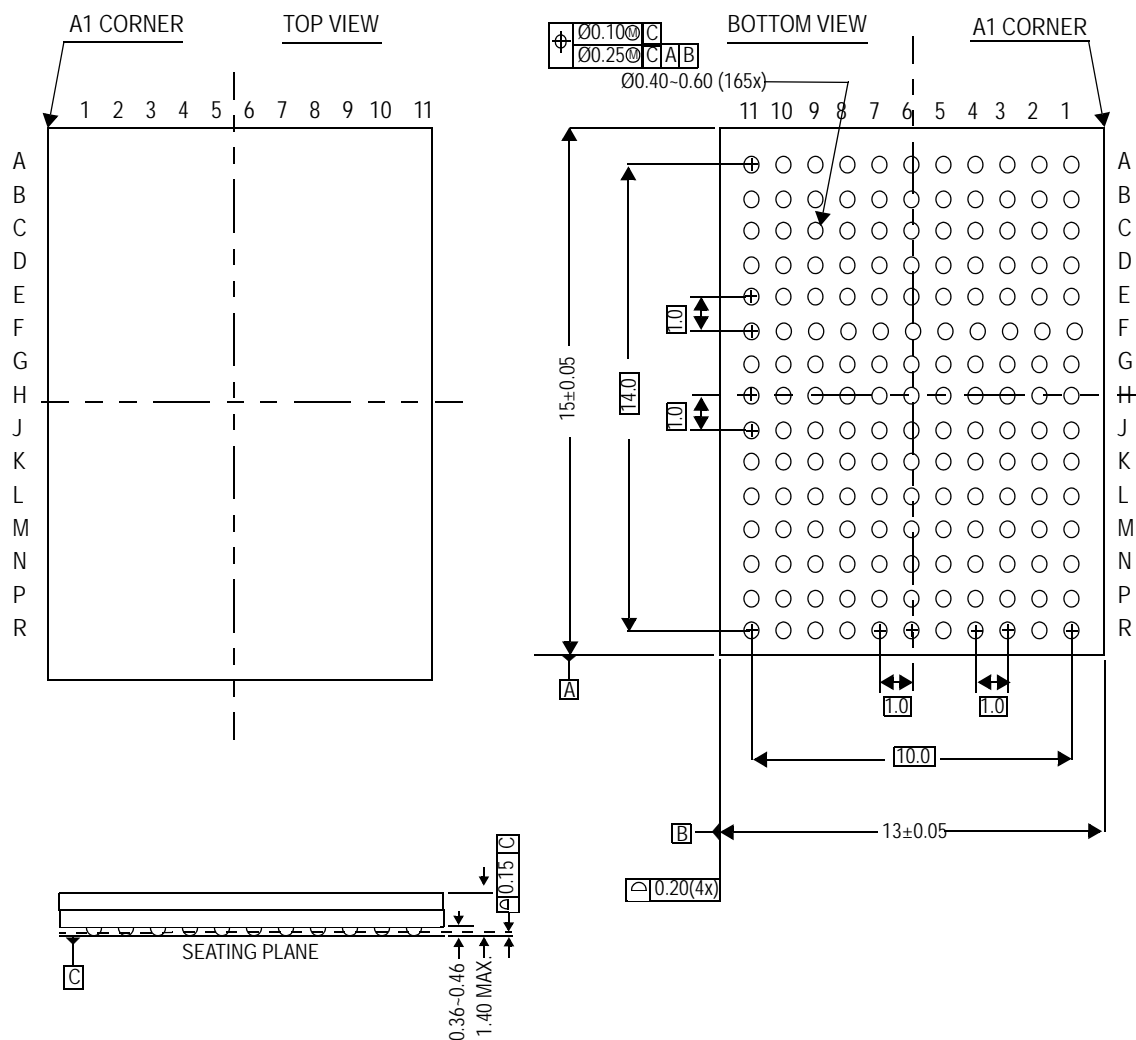 A1 CORNER
TOP VIEW
1 2 3 4 5 6 7 8 9 10 11
A
B
C
D
E
F
G
H
J
K
L
M
N
P
R
Ø0.10Ⓜ C
Ø0.25Ⓜ C A B
BOTTOM VIEW
A1 CORNER
Ø0.40~0.60 (165x)
11 10 9 8 7 6 5 4 3 2 1
A
B
C
D
E
F
G
H
J
K
L
M
N
P
R
1.0
1.0
15±0.05
14.0
A
1.0
1.0
10.0
B
13±0.05
0.20(4x)
0.15 C
SEATING PLANE
C
0.36~0.46
1.40 MAX.